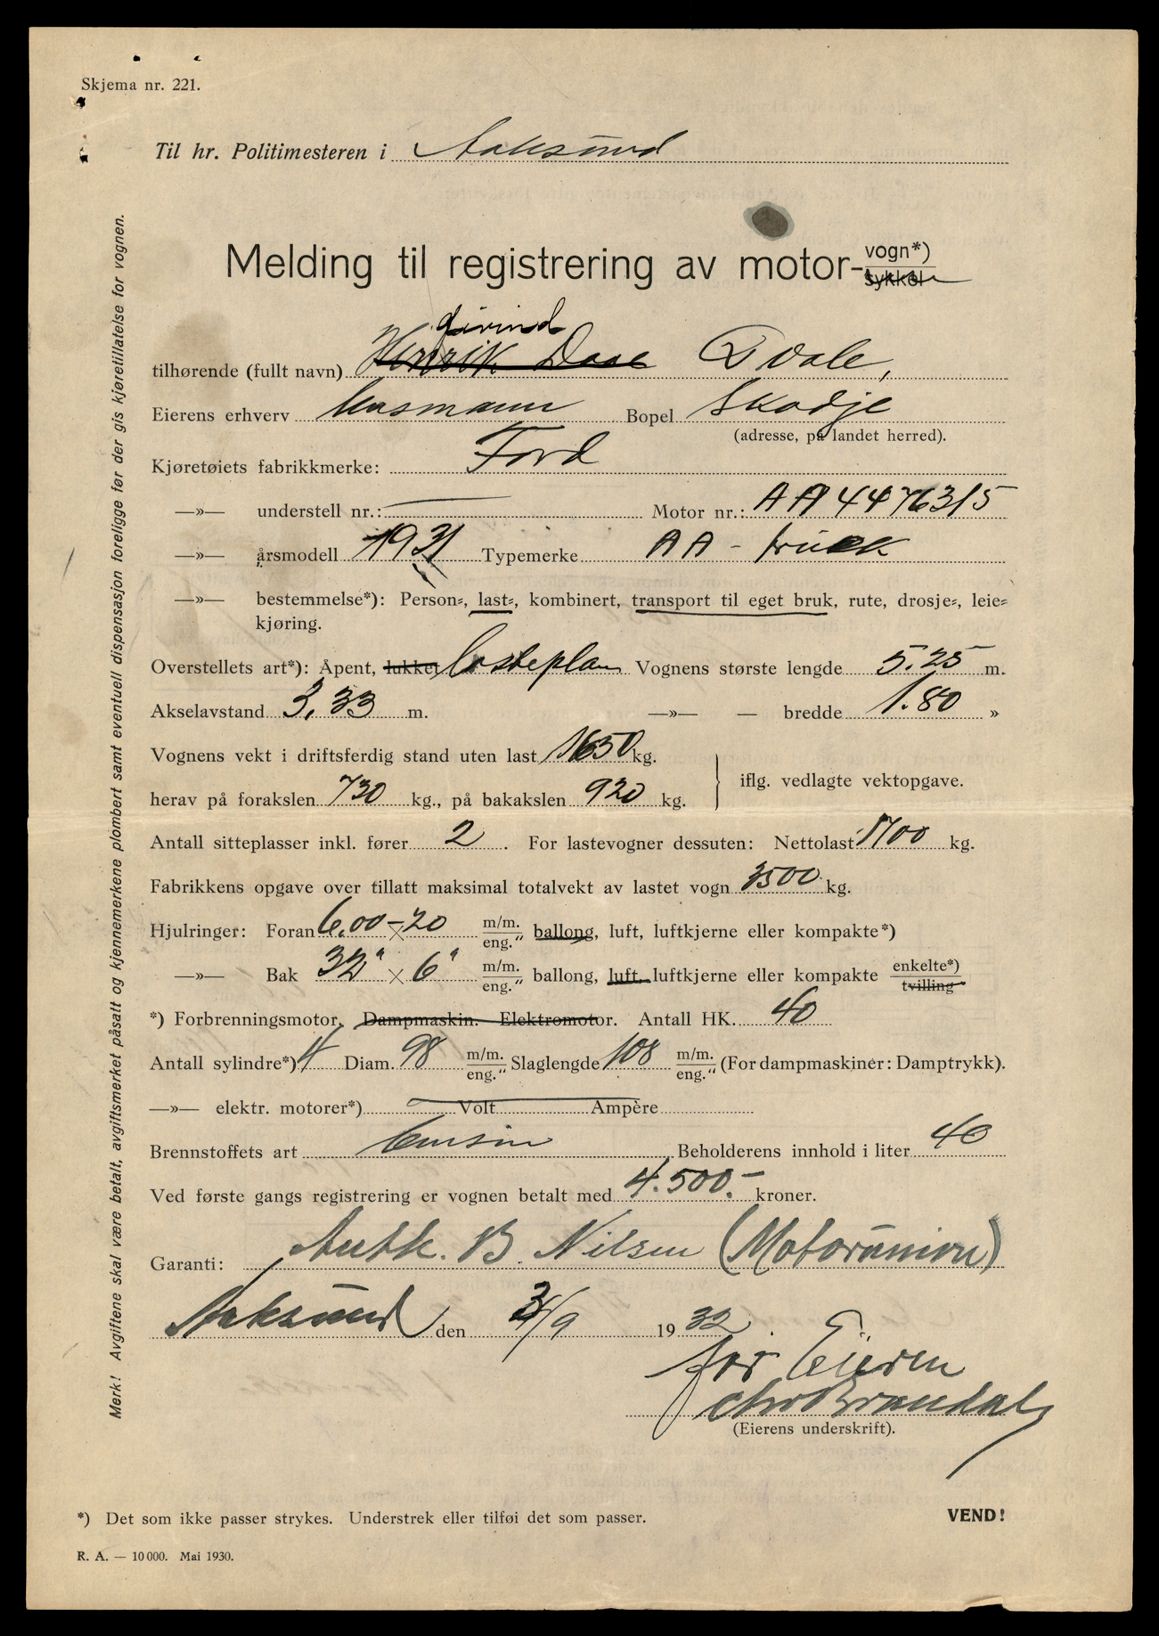 Skjema nr. 221.
Til hr. Politimesteren i Aalesund
Melding til registrering av motor-vogn*)
sykkel
Eivind
tilhørende (fullt navn) Henrik Dvale,
Eierens erhverv Bopel Skodje
(adresse, på landet herred).
Kjøretøiets fabrikkmerke: Ford
—»— understell nr.: Motor nr.: AA 4476315
—»— årsmodell 1931 Typemerke AA - truck
—»— bestemmelse*): Person-, last-, kombinert, transport til eget bruk, rute, drosje-, leie-
kjøring.
Overstellets art*): Åpent, lukket lasteplan Vognens største lengde 5.25 m.
Akselavstand 3,33 m. —»— — bredde 1.80 »
Vognens vekt i driftsferdig stand uten last 1650 kg.
iflg. vedlagte vektopgave.
herav på forakslen 730 kg., på bakakslen 920 kg.
Antall sitteplasser inkl. fører 2. For lastevogner dessuten: Nettolast 1700 kg.
Fabrikkens opgave over tillatt maksimal totalvekt av lastet vogn 3500 kg.
Hjulringer: Foran 6,00-20 × m/m. eng." ballong, luft, luftkjerne eller kompakte*)
—»— Bak 32" × 6" m/m. eng." ballong, luft, luftkjerne eller kompakte enkelte*) tvilling
*) Forbrenningsmotor. Dampmaskin. Elektromotor. Antall HK. 40
Antall sylindre*) 4 Diam. 98 m/m. eng." Slaglengde 108 m/m. eng." (For dampmaskiner: Damptrykk).
—»— elektr. motorer*) Volt Ampère
Brennstoffets art Bensin Beholderens innhold i liter 40
Ved første gangs registrering er vognen betalt med 4.500.- kroner.
Garanti: Autk. B. Nilsen (Motorunion)
Aalesund den /9 1932
for Eieren
Chr Brandal
(Eierens underskrift).
*) Det som ikke passer strykes. Understrek eller tilføi det som passer.
VEND!
R. A. — 10 000. Mai 1930.
Merk! Avgiftene skal være betalt, avgiftsmerket påsatt og kjennemerkene plombert samt eventuell dispensasjon foreligge før der gis kjøretillatelse for vognen.